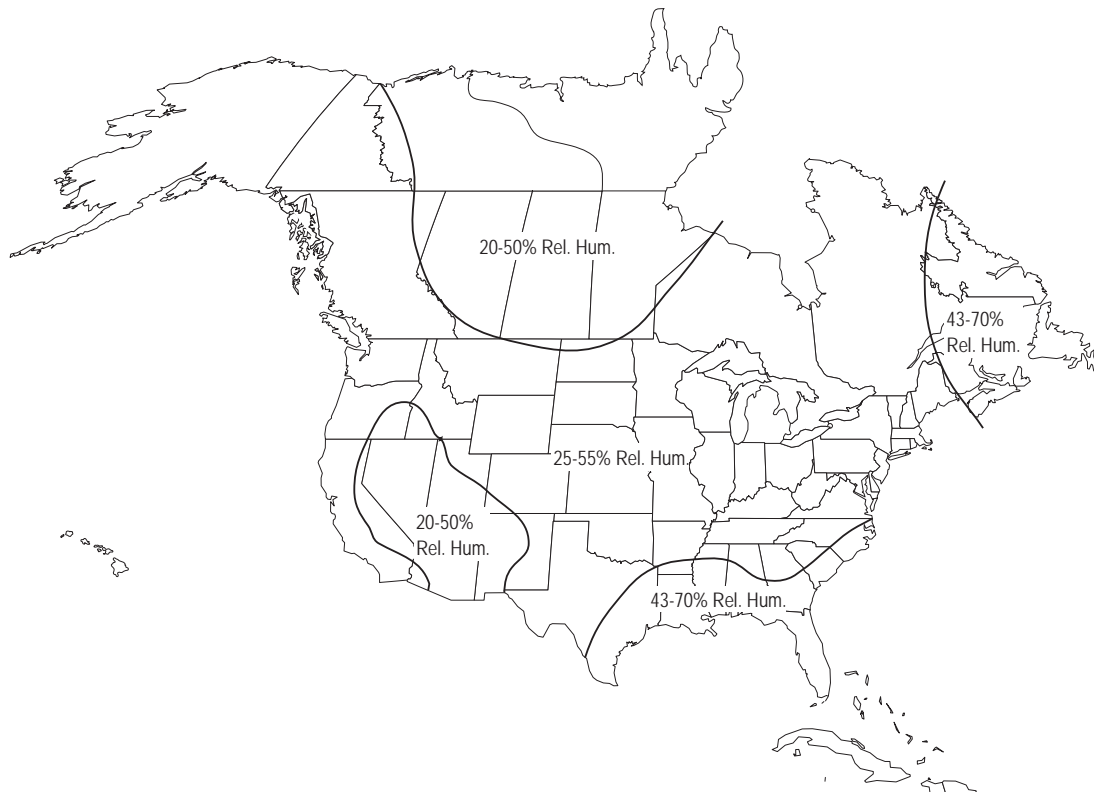 20-50% Rel. Hum.
43-70%
Rel. Hum.
25-55% Rel. Hum.
20-50%
Rel. Hum.
43-70% Rel. Hum.